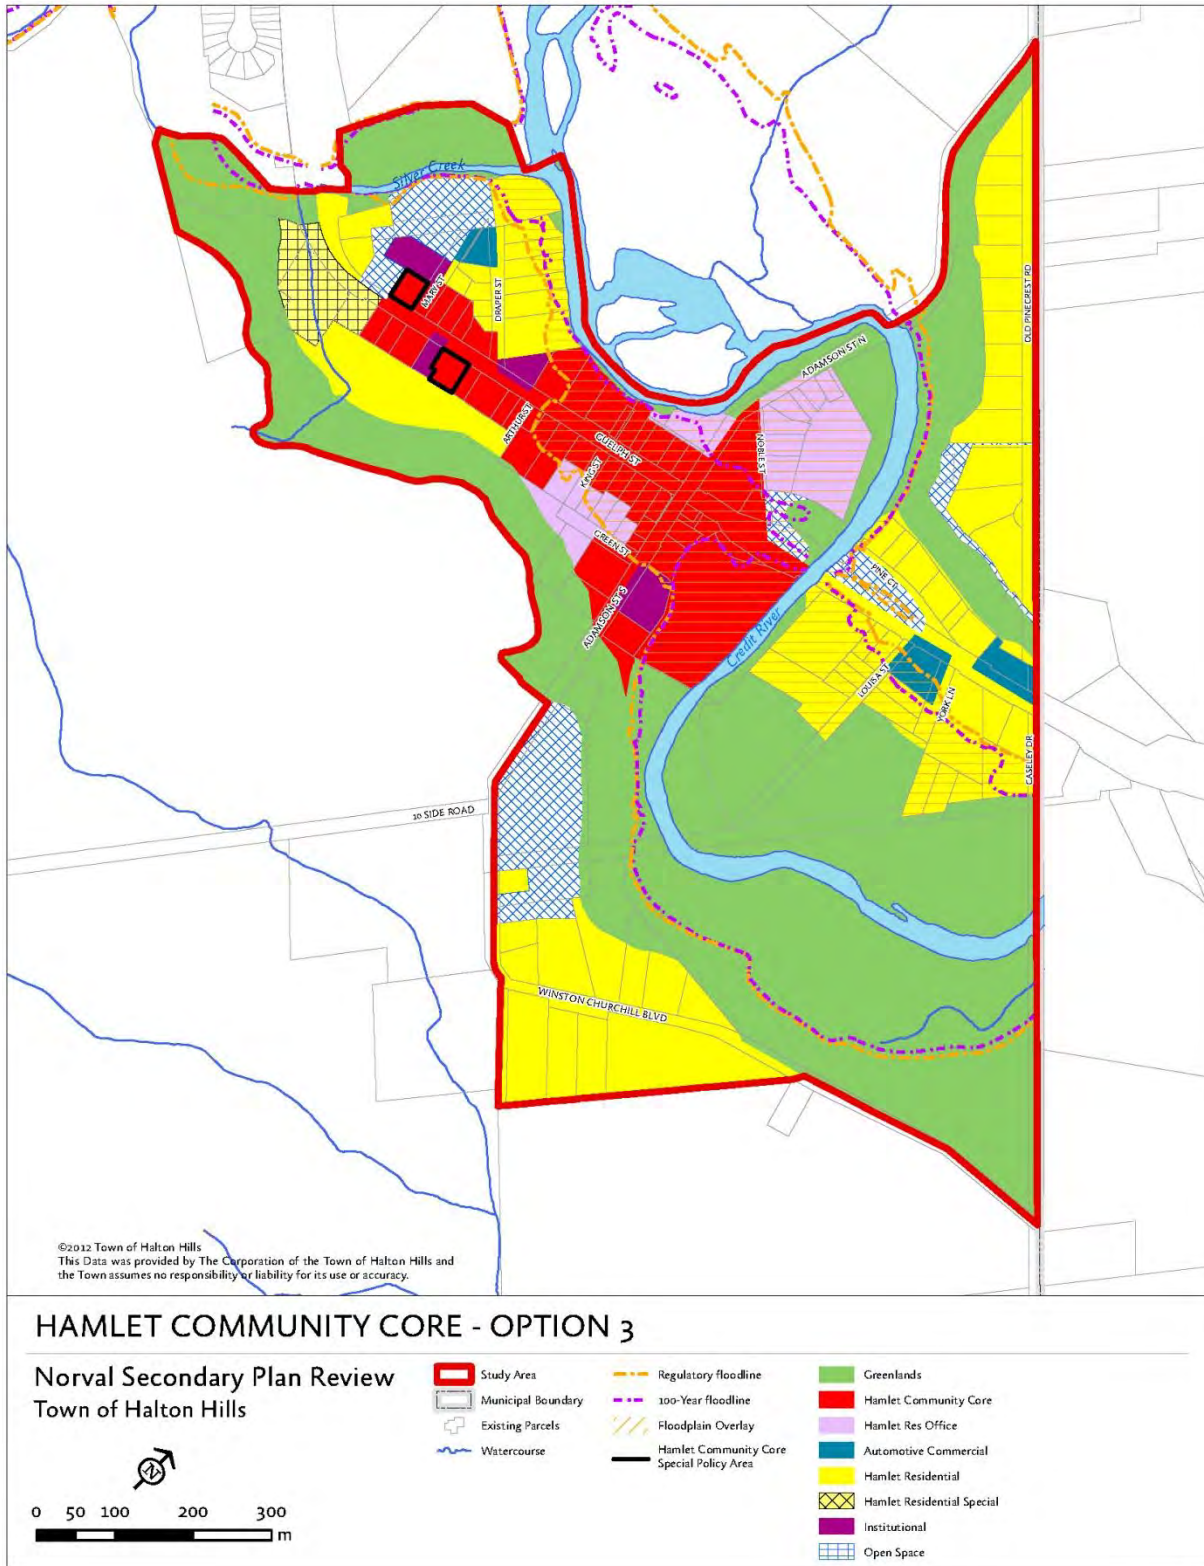 Silver Creek
MARY ST
DRAPER ST
OLD PINECREST RD
ADAMSON ST N
ARTHUR ST
GUELPH ST
NOBLE ST
KING ST
GREEN ST
PINE CT
ADAMSON ST S
Credit River
LOUISA ST
YORK LN
CASELEY DR
10 SIDE ROAD
WINSTON CHURCHILL BLVD
©2012 Town of Halton Hills
This Data was provided by The Corporation of the Town of Halton Hills and
the Town assumes no responsibility or liability for its use or accuracy.
HAMLET COMMUNITY CORE - OPTION 3
Norval Secondary Plan Review
Town of Halton Hills
N
0 50 100 200 300
m
Study Area
Municipal Boundary
Existing Parcels
Watercourse
Regulatory floodline
100-Year floodline
Floodplain Overlay
Hamlet Community Core
Special Policy Area
Greenlands
Hamlet Community Core
Hamlet Res Office
Automotive Commercial
Hamlet Residential
Hamlet Residential Special
Institutional
Open Space